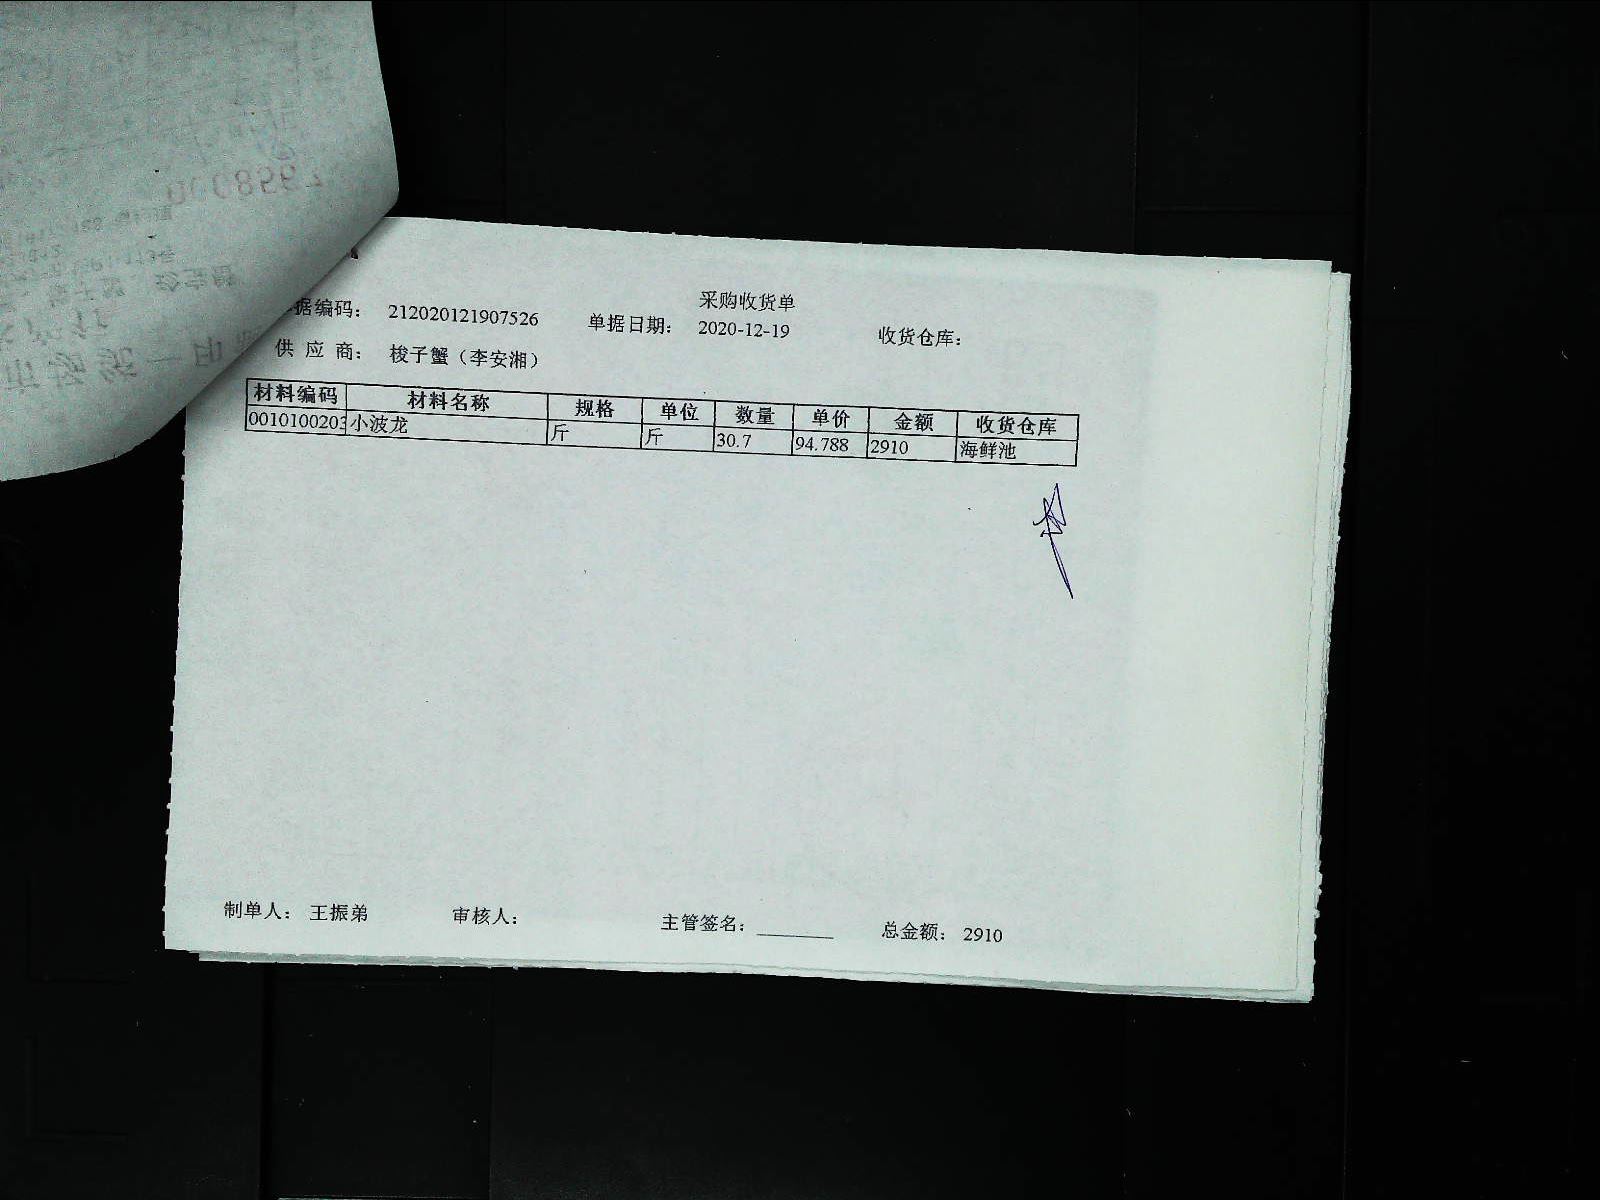 采购收货单
据编码： 212020121907526 单据日期： 2020-12-19 收货仓库：
供 应 商： 梭子蟹（李安湘）
材料编码 材料名称 规格 单位 数量 单价 金额 收货仓库
0010100203 小波龙 斤 斤 30.7 94.788 2910 海鲜池
制单人： 王振弟 审核人： 主管签名： 总金额： 2910